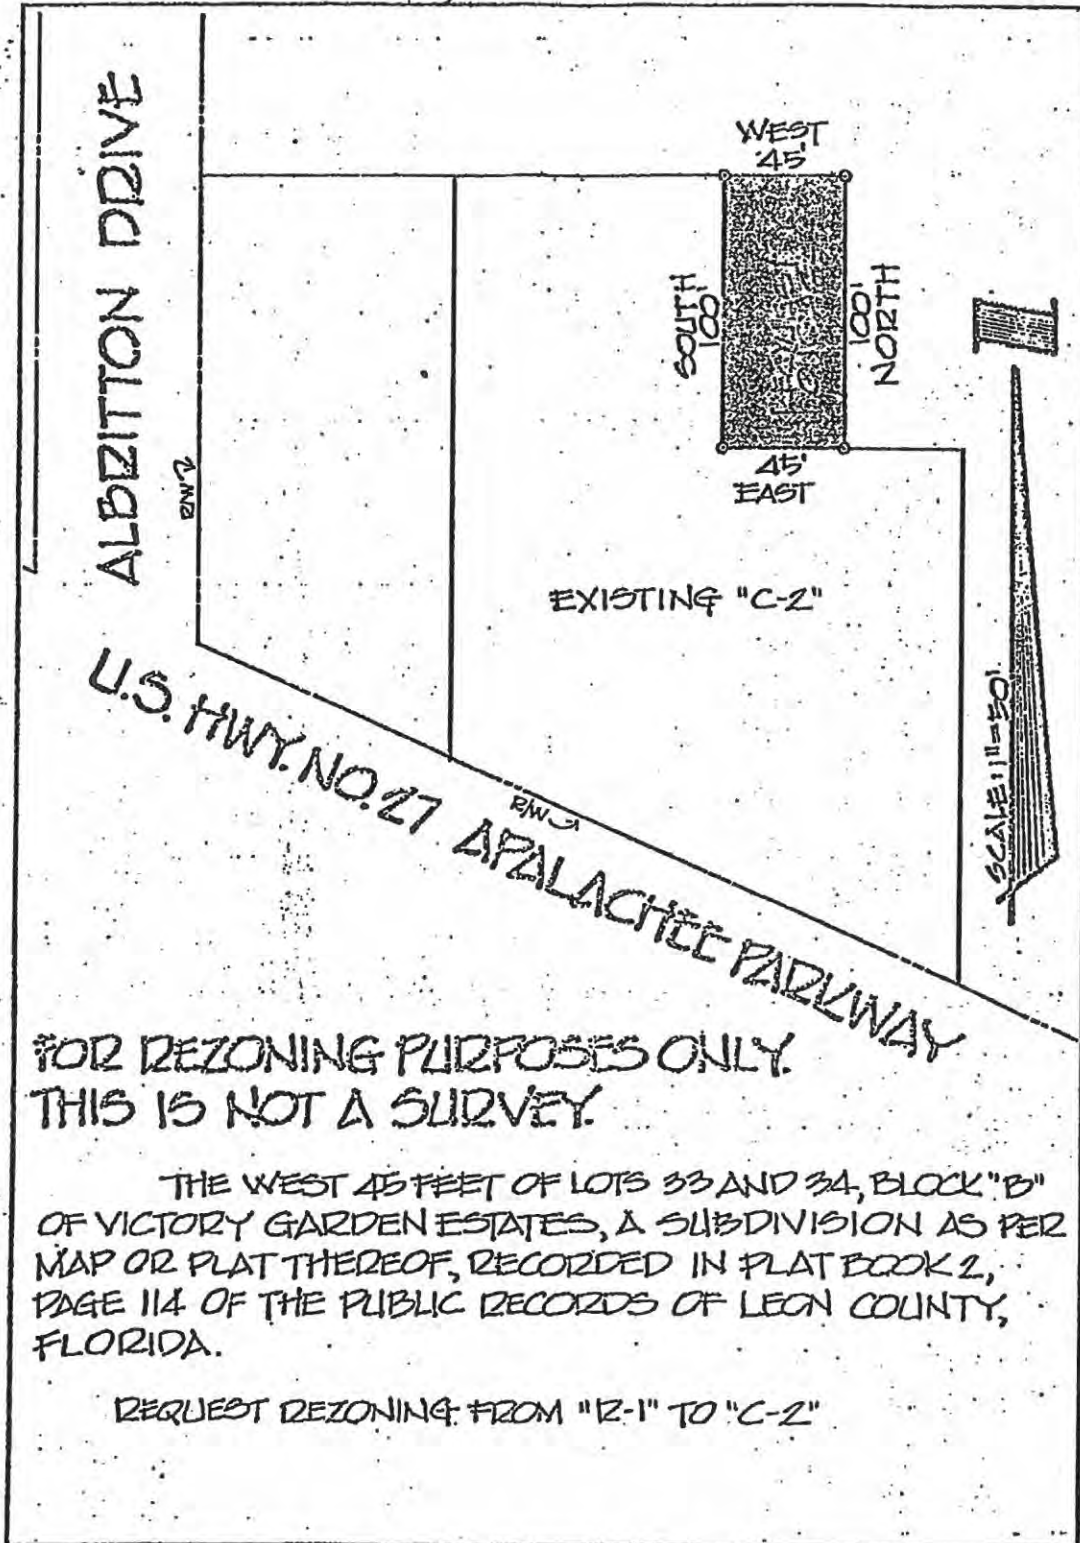 ALBRITTON DRIVE
WEST
45'
SOUTH
100'
100'
NORTH
45'
EAST
R/W
EXISTING "C-2"
SCALE: 1"=50'
U.S. HWY. NO. 27 APALACHEE PARKWAY
R/W
FOR REZONING PURPOSES ONLY.
THIS IS NOT A SURVEY.
THE WEST 45 FEET OF LOTS 33 AND 34, BLOCK "B"
OF VICTORY GARDEN ESTATES, A SUBDIVISION AS PER
MAP OR PLAT THEREOF, RECORDED IN PLAT BOOK 2,
PAGE 114 OF THE PUBLIC RECORDS OF LEON COUNTY,
FLORIDA.
REQUEST REZONING FROM "R-1" TO "C-2"